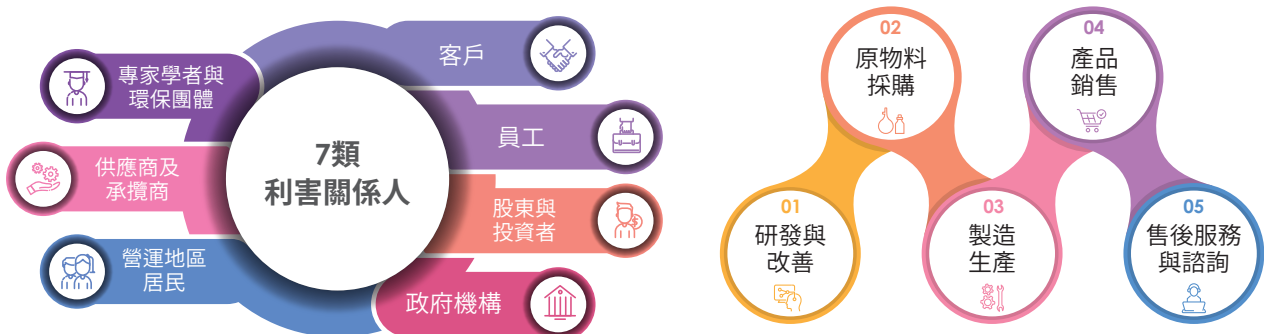 7類
利害關係人
專家學者與
環保團體
供應商及
承攬商
營運地區
居民
客戶
員工
股東與
投資者
政府機構
01
研發與
改善
02
原物料
採購
03
製造
生產
04
產品
銷售
05
售後服務
與諮詢